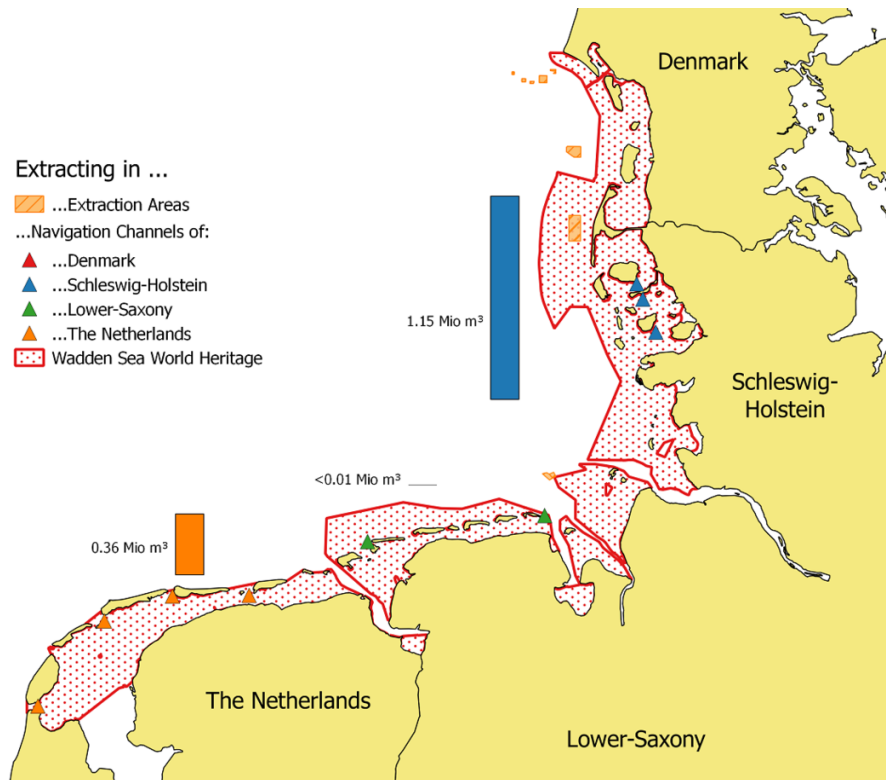 Denmark
Extracting in ...
...Extraction Areas
...Navigation Channels of:
...Denmark
...Schleswig-Holstein
...Lower-Saxony
...The Netherlands
Wadden Sea World Heritage
1.15 Mio m³
Schleswig-
Holstein
<0.01 Mio m³
0.36 Mio m³
The Netherlands
Lower-Saxony